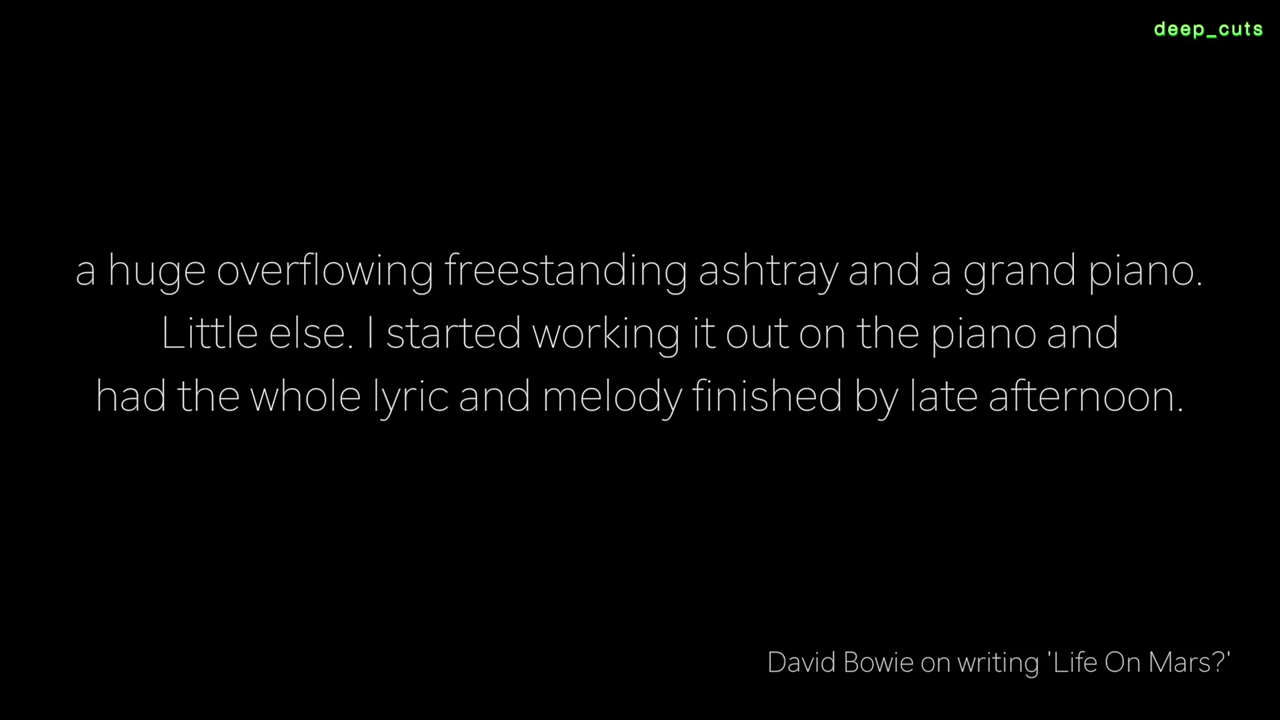 deep_cuts
a huge overflowing freestanding ashtray and a grand piano.
Little else. I started working it out on the piano and
had the whole lyric and melody finished by late afternoon.
David Bowie on writing 'Life On Mars?'